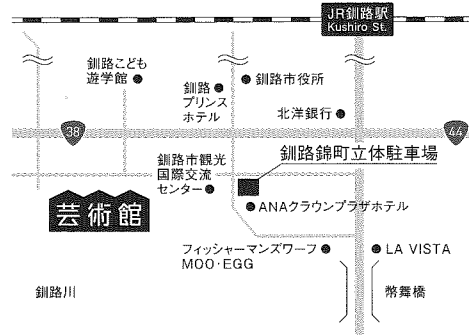 JR釧路駅
Kushiro St.
釧路こども
遊学館
釧路
プリンス
ホテル
釧路市役所
北洋銀行
38
44
釧路錦町立体駐車場
釧路市観光
国際交流
センター
芸術館
ANAクラウンプラザホテル
フィッシャーマンズワーフ
MOO・EGG
LA VISTA
釧路川
幣舞橋